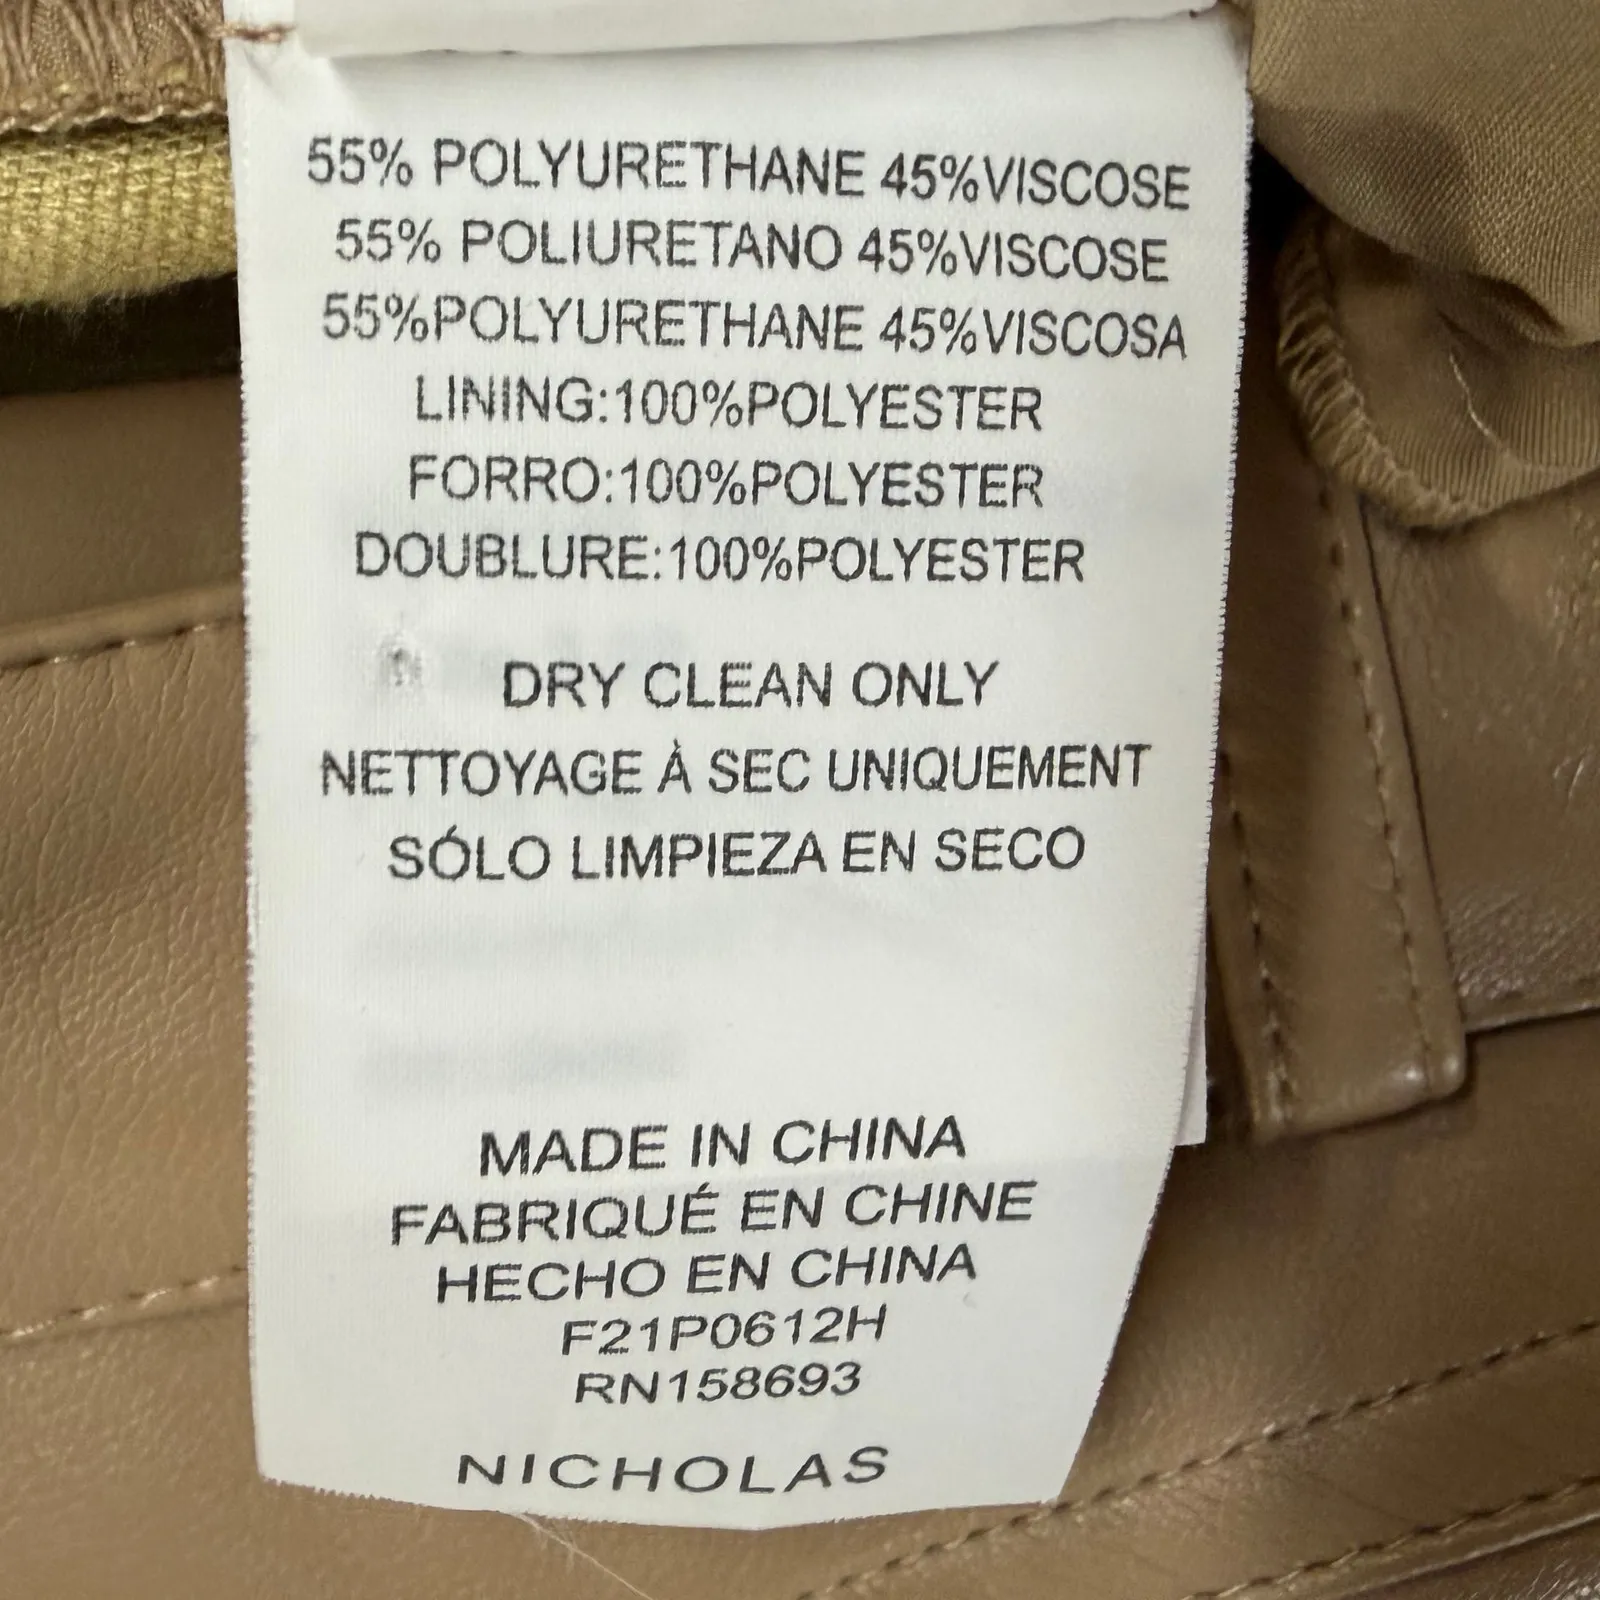 55% POLYURETHANE 45%VISCOSE
55% POLIURETANO 45%VISCOSE
55%POLYURETHANE 45%VISCOSA
LINING:100%POLYESTER
FORRO:100%POLYESTER
DOUBLURE:100%POLYESTER
DRY CLEAN ONLY
NETTOYAGE À SEC UNIQUEMENT
SÓLO LIMPIEZA EN SECO
MADE IN CHINA
FABRIQUÉ EN CHINE
HECHO EN CHINA
F21P0612H
RN158693
NICHOLAS